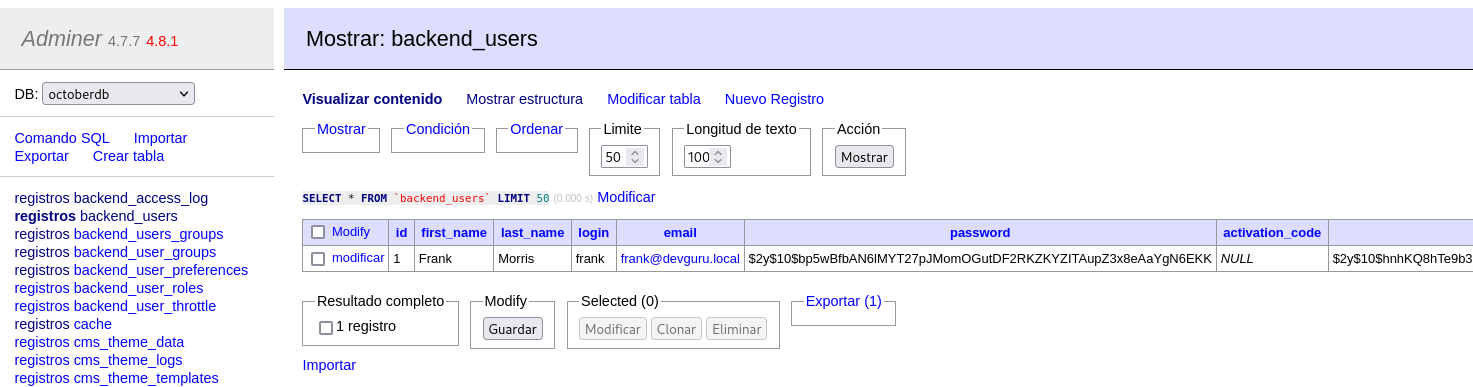 Adminer 4.7.7 4.8.1
DB: octoberdb
Comando SQL Importar
Exportar Crear tabla
registros backend_access_log
registros backend_users
registros backend_users_groups
registros backend_user_groups
registros backend_user_preferences
registros backend_user_roles
registros backend_user_throttle
registros cache
registros cms_theme_data
registros cms_theme_logs
registros cms_theme_templates
Mostrar: backend_users
Visualizar contenido Mostrar estructura Modificar tabla Nuevo Registro
Mostrar Condición Ordenar Limite Longitud de texto Acción
50 100 Mostrar
SELECT * FROM `backend_users` LIMIT 50 (0.000 s) Modificar
Modify id first_name last_name login email password activation_code
modificar 1 Frank Morris frank frank@devguru.local $2y$10$bp5wBfbAN6lMYT27pJMomOGutDF2RKZKYZITAupZ3x8eAaYgN6EKK NULL $2y$10$hnhKQ8hTe9b3
Resultado completo Modify Selected (0) Exportar (1)
1 registro Guardar Modificar Clonar Eliminar
Importar